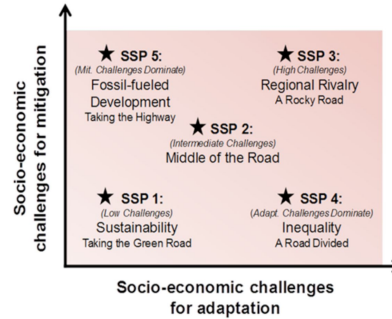 Socio-economic
challenges for mitigation
SSP 5:
(Mit. Challenges Dominate)
Fossil-fueled
Development
Taking the Highway
SSP 3:
(High Challenges)
Regional Rivalry
A Rocky Road
SSP 2:
(Intermediate Challenges)
Middle of the Road
SSP 1:
(Low Challenges)
Sustainability
Taking the Green Road
SSP 4:
(Adapt. Challenges Dominate)
Inequality
A Road Divided
Socio-economic challenges
for adaptation